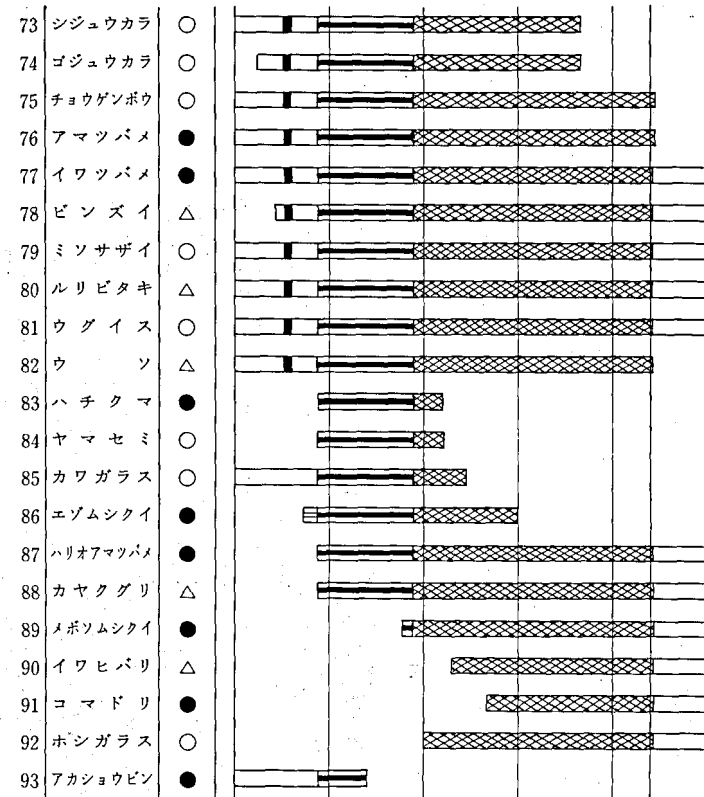 73 シジュウカラ ○
74 ゴジュウカラ ○
75 チョウゲンボウ ○
76 アマツバメ ●
77 イワツバメ ●
78 ビンズイ △
79 ミソサザイ ○
80 ルリビタキ △
81 ウグイス ○
82 ウソ △
83 ハチクマ ●
84 ヤマセミ ○
85 カワガラス ○
86 エゾムシクイ ●
87 ハリオアマツバメ ●
88 カヤクグリ △
89 メボソムシクイ ●
90 イワヒバリ △
91 コマドリ ●
92 ホシガラス ○
93 アカショウビン ●